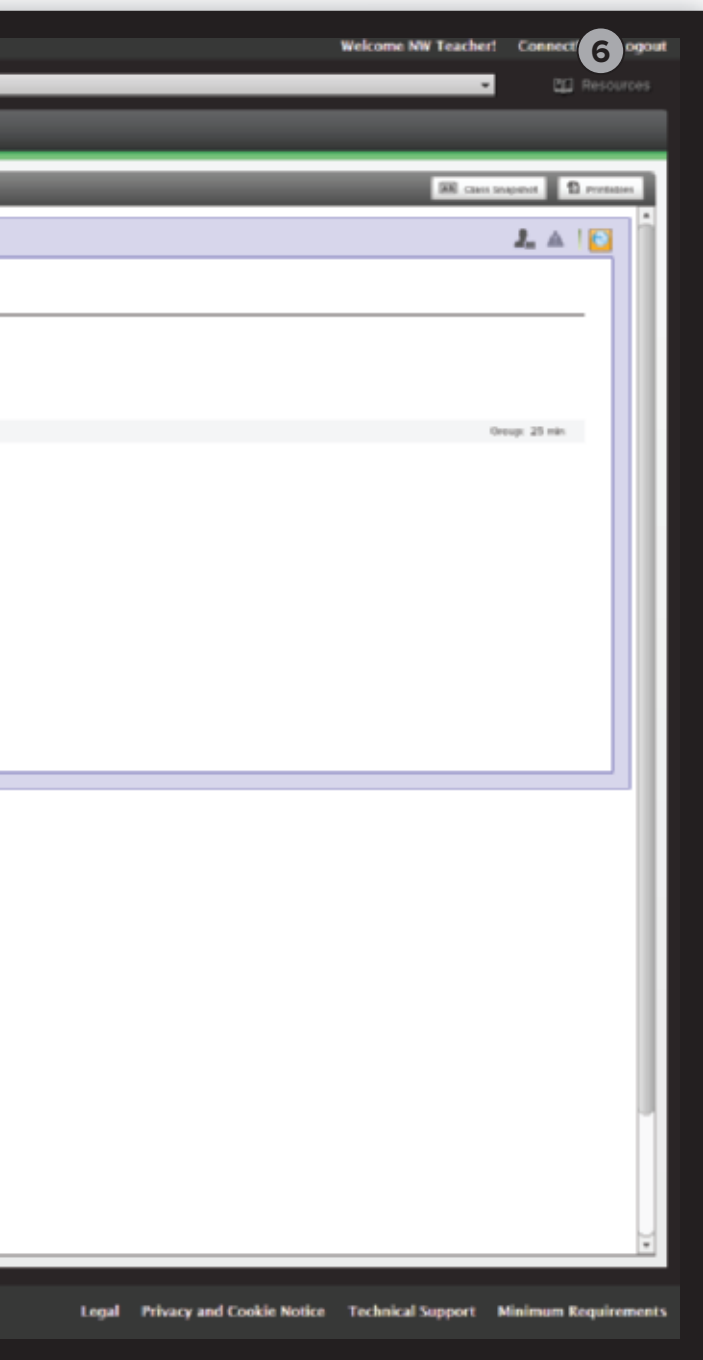 Welcome NW Teacher! Connect 6 ogout
Resources
Class Snapshot Printables
Group: 25 min
Legal Privacy and Cookie Notice Technical Support Minimum Requirements